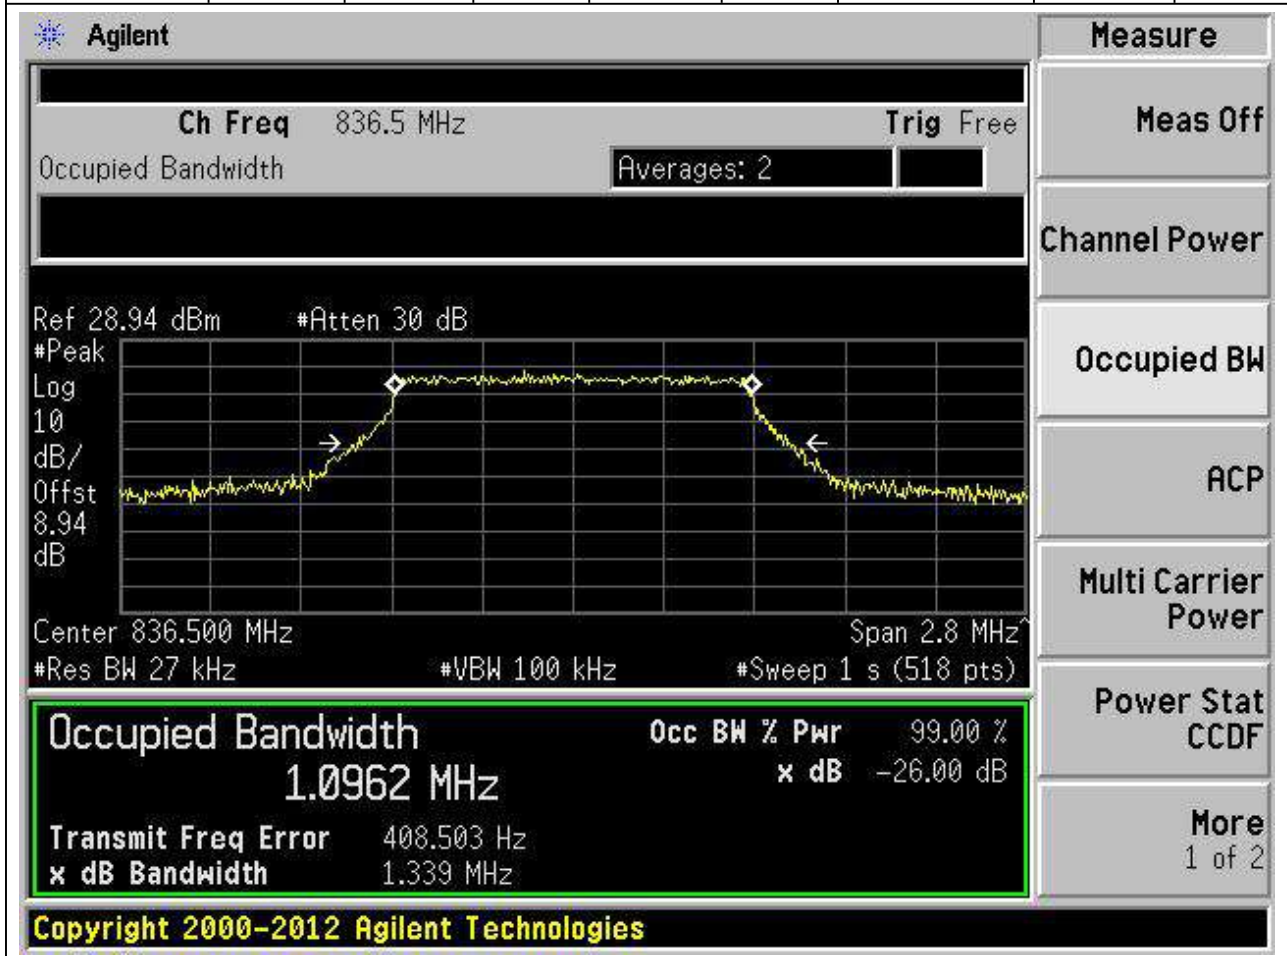 Agilent
Measure
Ch Freq 836.5 MHz Trig Free
Occupied Bandwidth Averages: 2
Meas Off
Channel Power
Occupied BW
ACP
Multi Carrier
Power
Power Stat
CCDF
More
1 of 2
Ref 28.94 dBm #Atten 30 dB
#Peak
Log
10
dB/
Offst
8.94
dB
Center 836.500 MHz Span 2.8 MHz^
#Res BW 27 kHz #VBW 100 kHz #Sweep 1 s (518 pts)
Occupied Bandwidth Occ BW % Pwr 99.00 %
1.0962 MHz x dB -26.00 dB
Transmit Freq Error 408.503 Hz
x dB Bandwidth 1.339 MHz
Copyright 2000-2012 Agilent Technologies